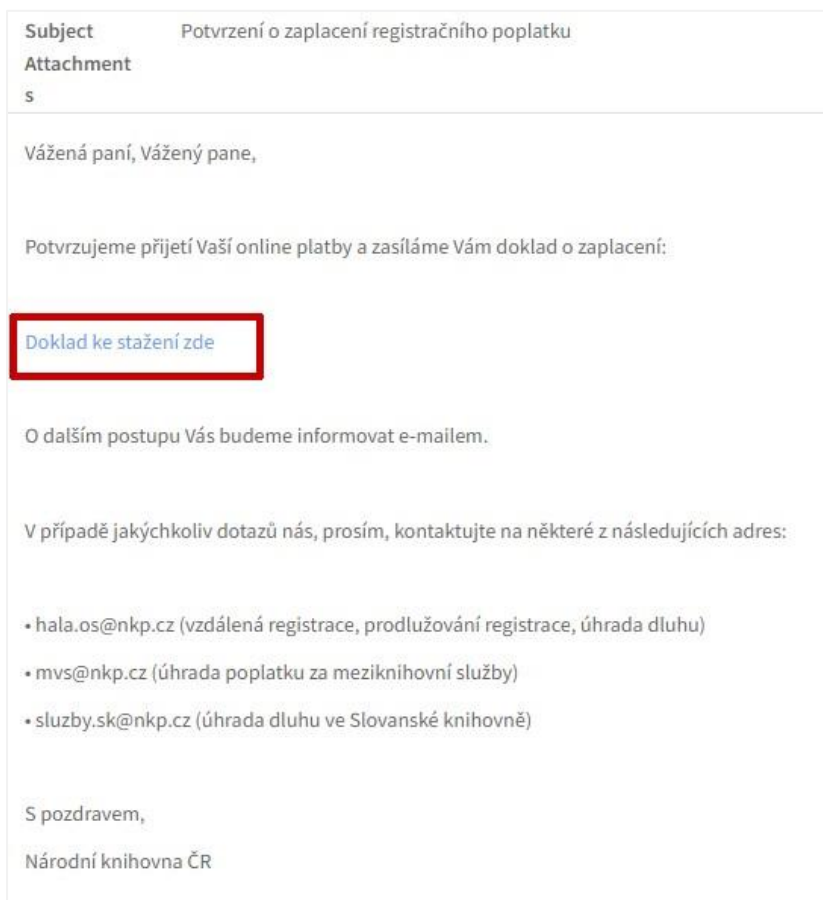 Subject Potvrzení o zaplacení registračního poplatku
Attachment
s
Vážená paní, Vážený pane,
Potvrzujeme přijetí Vaší online platby a zasíláme Vám doklad o zaplacení:
Doklad ke stažení zde
O dalším postupu Vás budeme informovat e-mailem.
V případě jakýchkoliv dotazů nás, prosím, kontaktujte na některé z následujících adres:
• hala.os@nkp.cz (vzdálená registrace, prodlužování registrace, úhrada dluhu)
• mvs@nkp.cz (úhrada poplatku za meziknihovní služby)
• sluzby.sk@nkp.cz (úhrada dluhu ve Slovanské knihovně)
S pozdravem,
Národní knihovna ČR